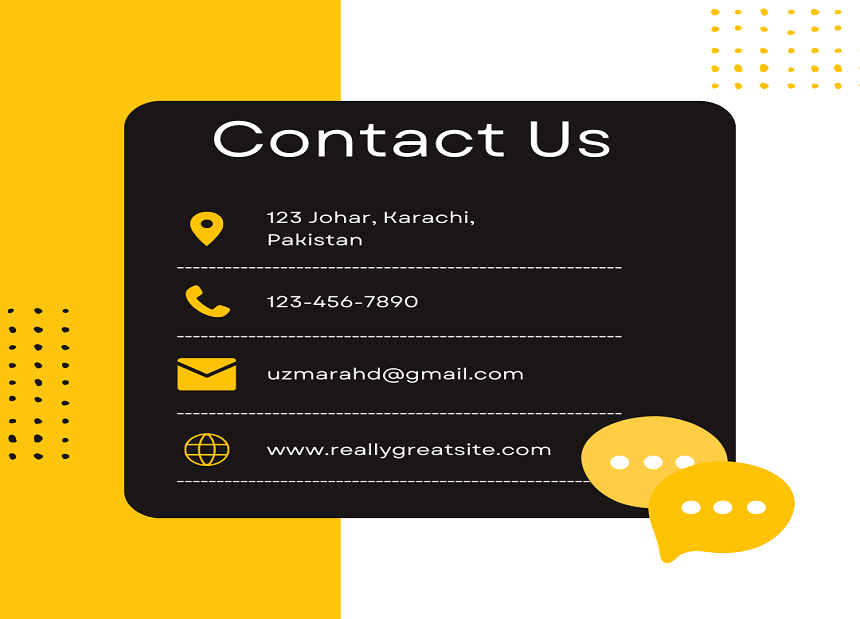 Contact Us
123 Johar, Karachi,
Pakistan
123-456-7890
uzmarahd@gmail.com
www.reallygreatsite.com